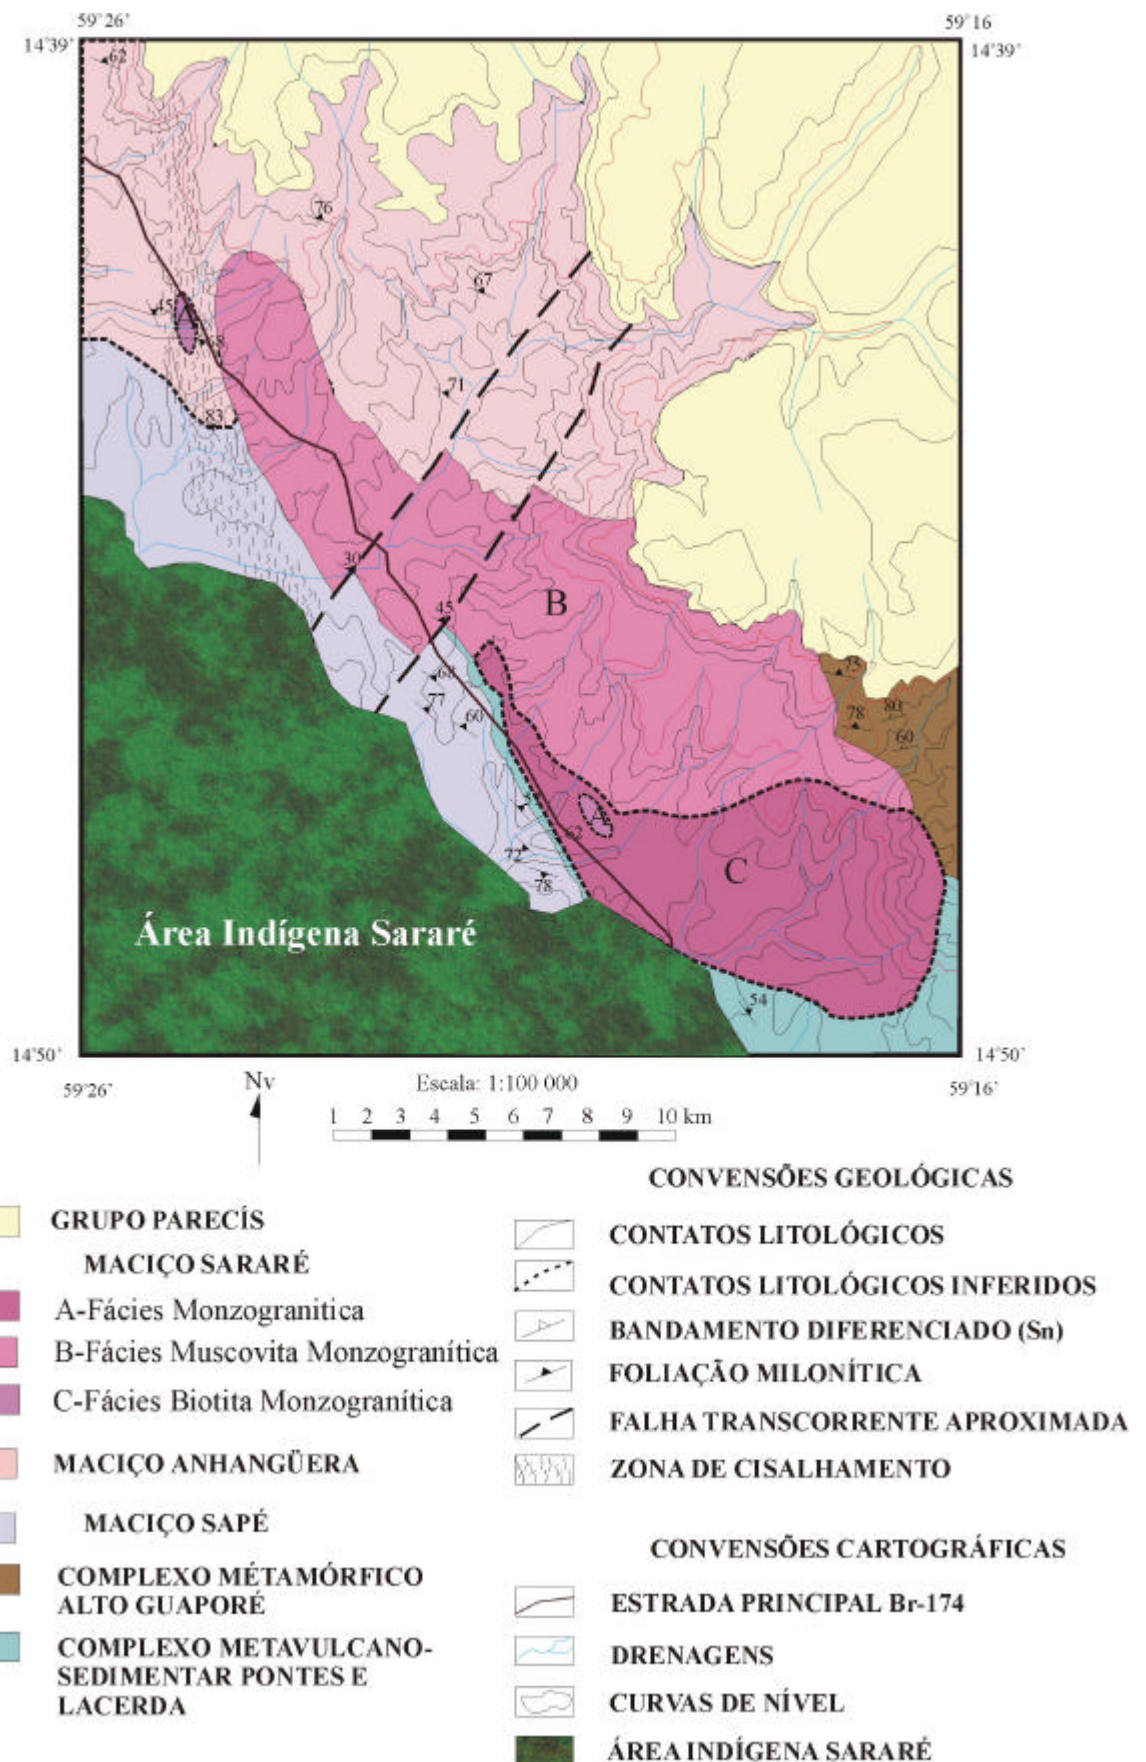 59°26'
59°16
14°39'
14°39'
62
76
67
45
A
68
71
83
30
B
45
75
68
77
80
60
78
60
A
62
C
72
78
Área Indígena Sararé
54
14°50'
14°50'
59°26'
Nv
Escala: 1:100 000
59°16'
1 2 3 4 5 6 7 8 9 10 km
CONVENSÕES GEOLÓGICAS
GRUPO PARECÍS
CONTATOS LITOLÓGICOS
MACIÇO SARARÉ
CONTATOS LITOLÓGICOS INFERIDOS
A-Fácies Monzogranitica
BANDAMENTO DIFERENCIADO (Sn)
B-Fácies Muscovita Monzogranítica
FOLIAÇÃO MILONÍTICA
C-Fácies Biotita Monzogranítica
FALHA TRANSCORRENTE APROXIMADA
MACIÇO ANHANGÜERA
ZONA DE CISALHAMENTO
MACIÇO SAPÉ
CONVENSÕES CARTOGRÁFICAS
COMPLEXO MÉTAMÓRFICO
ALTO GUAPORÉ
ESTRADA PRINCIPAL Br-174
COMPLEXO METAVULCANO-
SEDIMENTAR PONTES E
LACERDA
DRENAGENS
CURVAS DE NÍVEL
ÁREA INDÍGENA SARARÉ